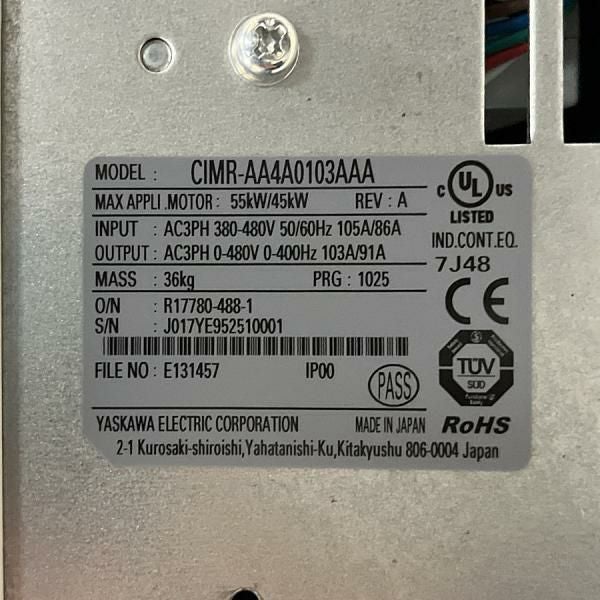 MODEL : CIMR-AA4A0103AAA
MAX APPLI.MOTOR : 55kW/45kW REV : A
INPUT : AC3PH 380-480V 50/60Hz 105A/86A
OUTPUT : AC3PH 0-480V 0-400Hz 103A/91A
MASS : 36kg PRG : 1025
O/N : R17780-488-1
S/N : J017YE952510001
FILE NO : E131457 IP00
PASS
YASKAWA ELECTRIC CORPORATION MADE IN JAPAN
2-1 Kurosaki-shiroishi,Yahatanishi-Ku,Kitakyushu 806-0004 Japan
C UL US
LISTED
IND.CONT.EQ.
7J48
CE
TÜV
SÜD
RoHS